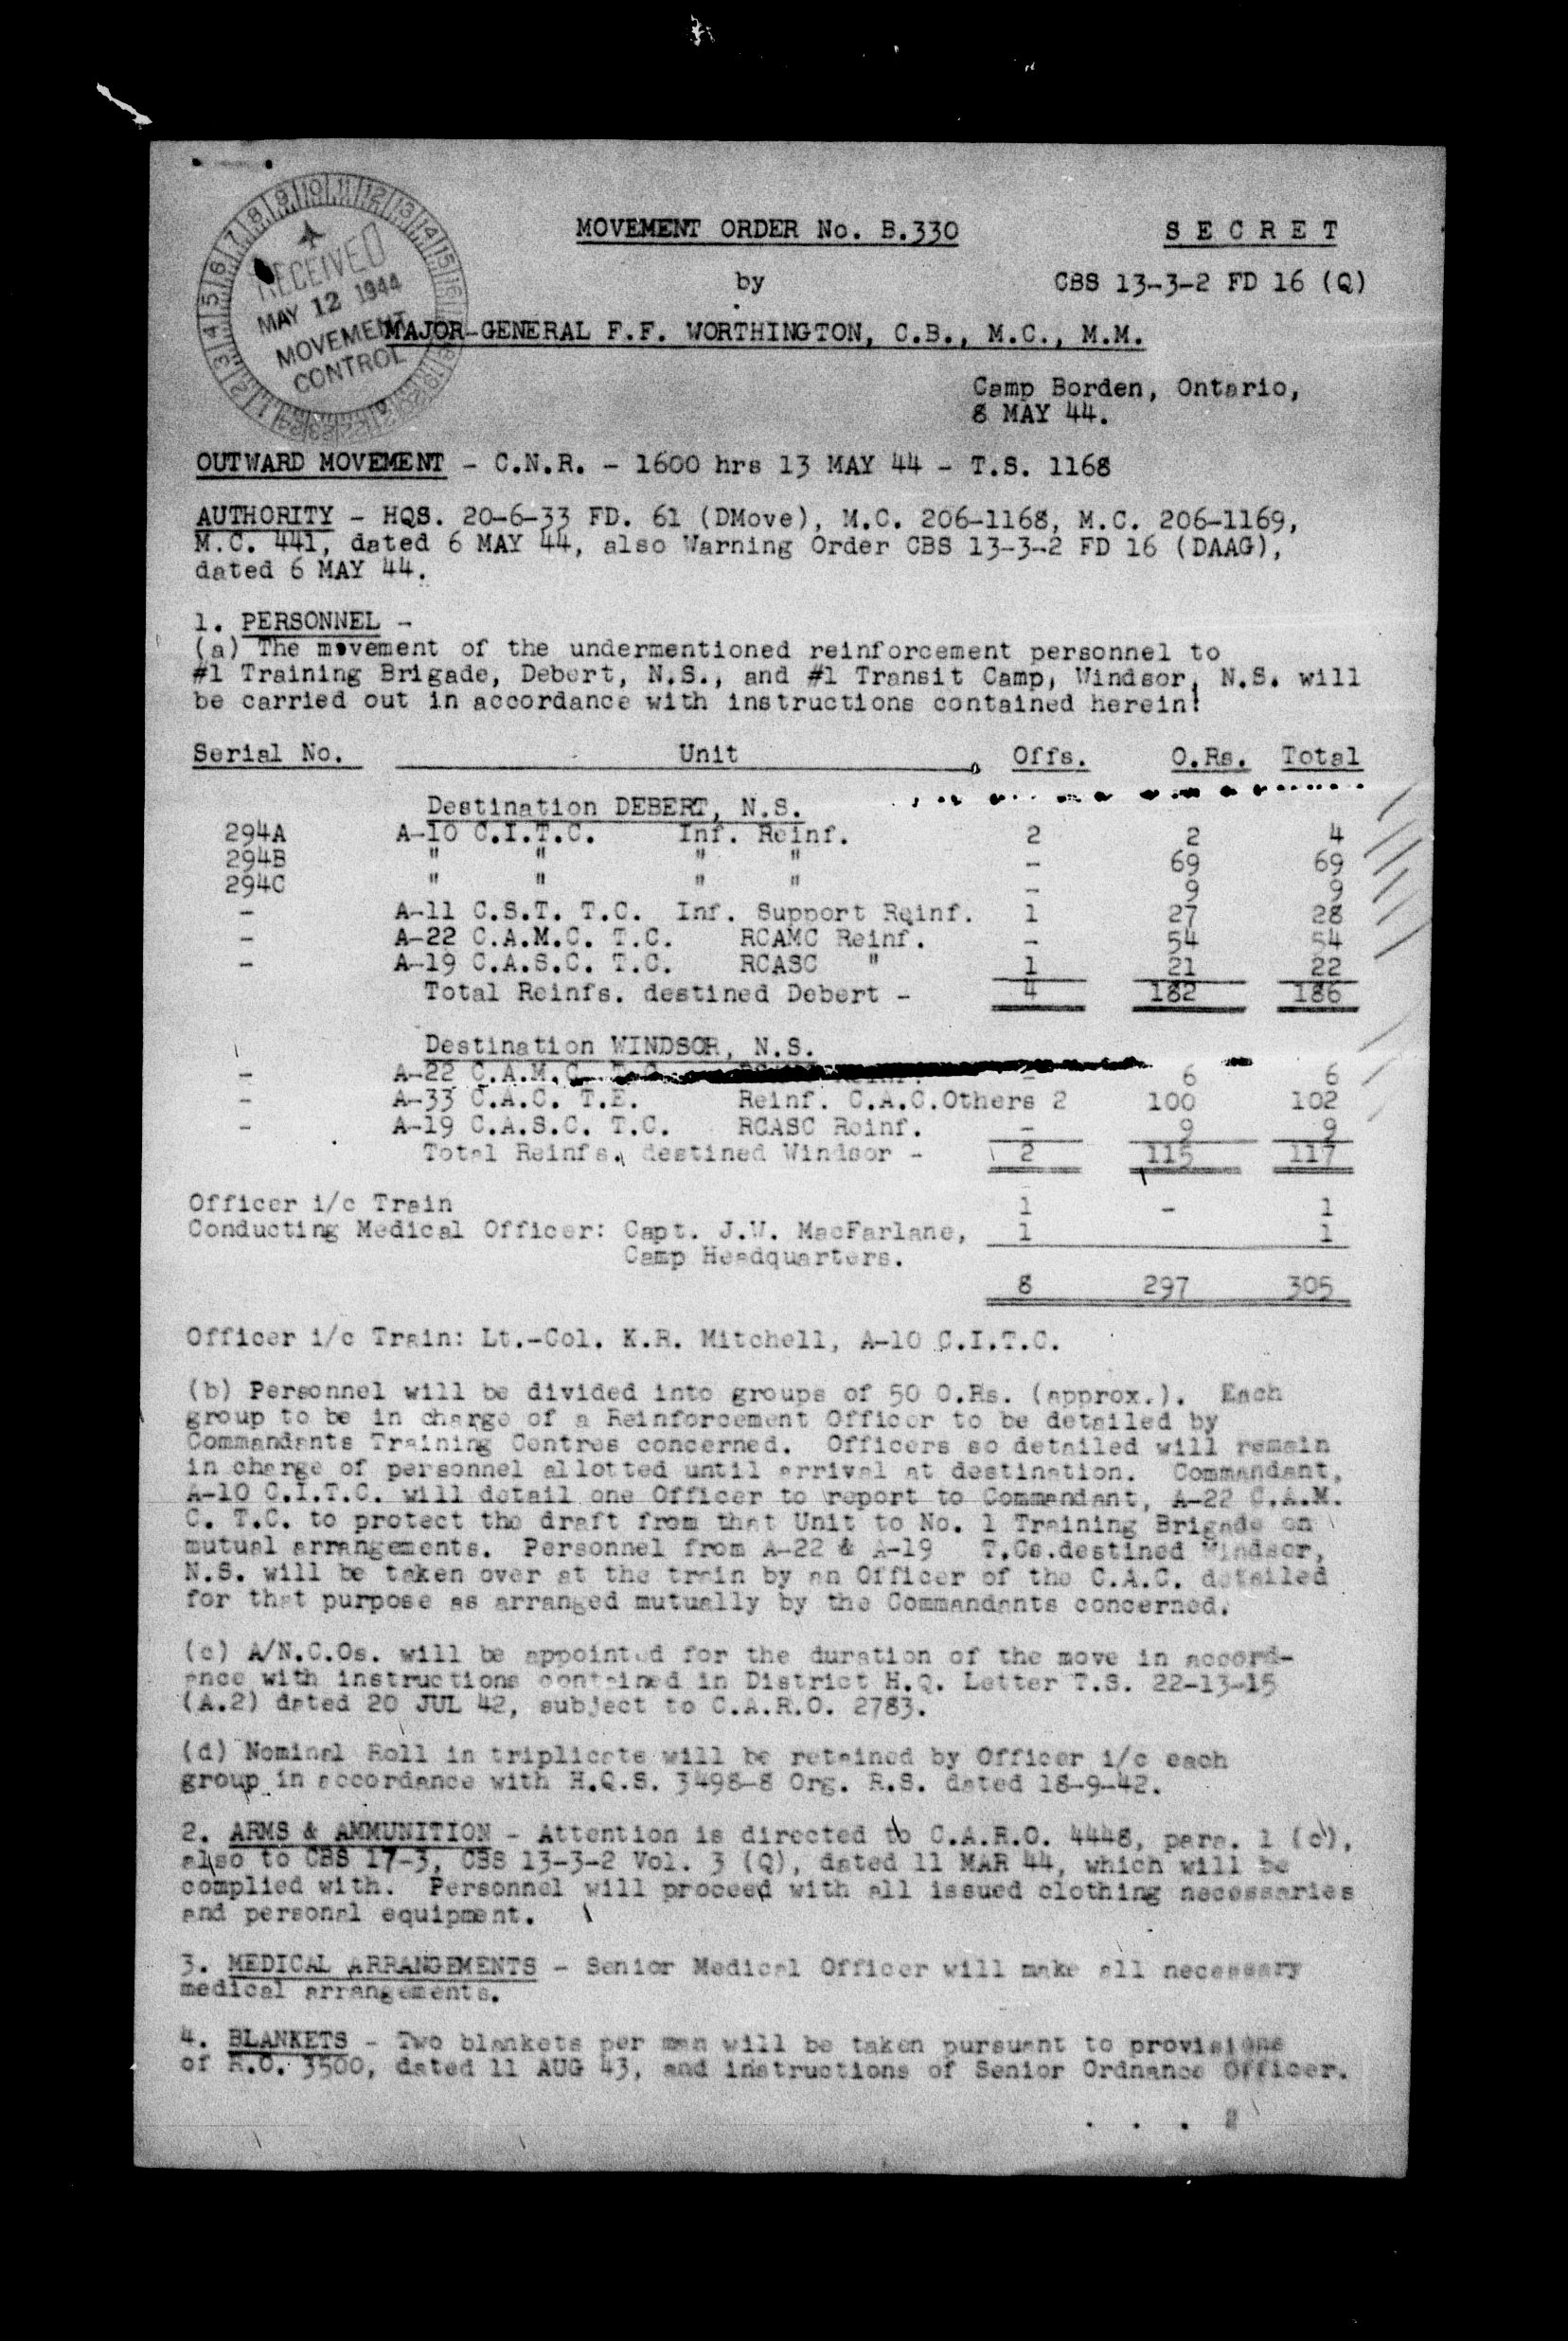 RECEIVED
MAY 12 1944
MOVEMENT
CONTROL
MOVEMENT ORDER No. B.330 S E C R E T
by CBS 13-3-2 FD 16 (Q)
MAJOR-GENERAL F.F. WORTHINGTON, C.B., M.C., M.M.
Camp Borden, Ontario,
8 MAY 44.
OUTWARD MOVEMENT - C.N.R. - 1600 hrs 13 MAY 44 - T.S. 1168
AUTHORITY - HQS. 20-6-33 FD. 61 (DMove), M.C. 206-1168, M.C. 206-1169,
M.C. 441, dated 6 MAY 44, also Warning Order CBS 13-3-2 FD 16 (DAAG),
dated 6 MAY 44.
1. PERSONNEL -
(a) The movement of the undermentioned reinforcement personnel to
#1 Training Brigade, Debert, N.S., and #1 Transit Camp, Windsor, N.S. will
be carried out in accordance with instructions contained herein:
Serial No. Unit Offs. O.Rs. Total
Destination DEBERT, N.S.
294A A-10 C.I.T.C. Inf. Reinf. 2 2 4
294B " " " " - 69 69
294C " " " " - 9 9
- A-11 C.S.T. T.C. Inf. Support Reinf. 1 27 28
- A-22 C.A.M.C. T.C. RCAMC Reinf. - 54 54
- A-19 C.A.S.C. T.C. RCASC " 1 21 22
Total Reinfs. destined Debert - 4 182 186
Destination WINDSOR, N.S.
- A-22 C.A.M.C. - 6 6
- A-33 C.A.C. T.E. Reinf. C.A.C.Others 2 100 102
- A-19 C.A.S.C. T.C. RCASC Reinf. - 9 9
Total Reinfs. destined Windsor - 2 115 117
Officer i/c Train 1 - 1
Conducting Medical Officer: Capt. J.W. MacFarlane, 1 1
Camp Headquarters.
8 297 305
Officer i/c Train: Lt.-Col. K.R. Mitchell, A-10 C.I.T.C.
(b) Personnel will be divided into groups of 50 O.Rs. (approx.). Each
group to be in charge of a Reinforcement Officer to be detailed by
Commandants Training Centres concerned. Officers so detailed will remain
in charge of personnel allotted until arrival at destination. Commandant,
A-10 C.I.T.C. will detail one Officer to report to Commandant, A-22 C.A.M.
C. T.C. to protect the draft from that Unit to No. 1 Training Brigade on
mutual arrangements. Personnel from A-22 & A-19 T.Cs.destined Windsor,
N.S. will be taken over at the train by an Officer of the C.A.C. detailed
for that purpose as arranged mutually by the Commandants concerned.
(c) A/N.C.Os. will be appointed for the duration of the move in accord-
ance with instructions contained in District H.Q. Letter T.S. 22-13-15
(A.2) dated 20 JUL 42, subject to C.A.R.O. 2783.
(d) Nominal Roll in triplicate will be retained by Officer i/c each
group in accordance with H.Q.S. 3498-8 Org. R.S. dated 18-9-42.
2. ARMS & AMMUNITION - Attention is directed to C.A.R.O. 4448, para. 1 (c),
also to CBS 17-3, CBS 13-3-2 Vol. 3 (Q), dated 11 MAR 44, which will be
complied with. Personnel will proceed with all issued clothing necessaries
and personal equipment.
3. MEDICAL ARRANGEMENTS - Senior Medical Officer will make all necessary
medical arrangements.
4. BLANKETS - Two blankets per man will be taken pursuant to provisions
of R.O. 3500, dated 11 AUG 43, and instructions of Senior Ordnance Officer.
. . . 2